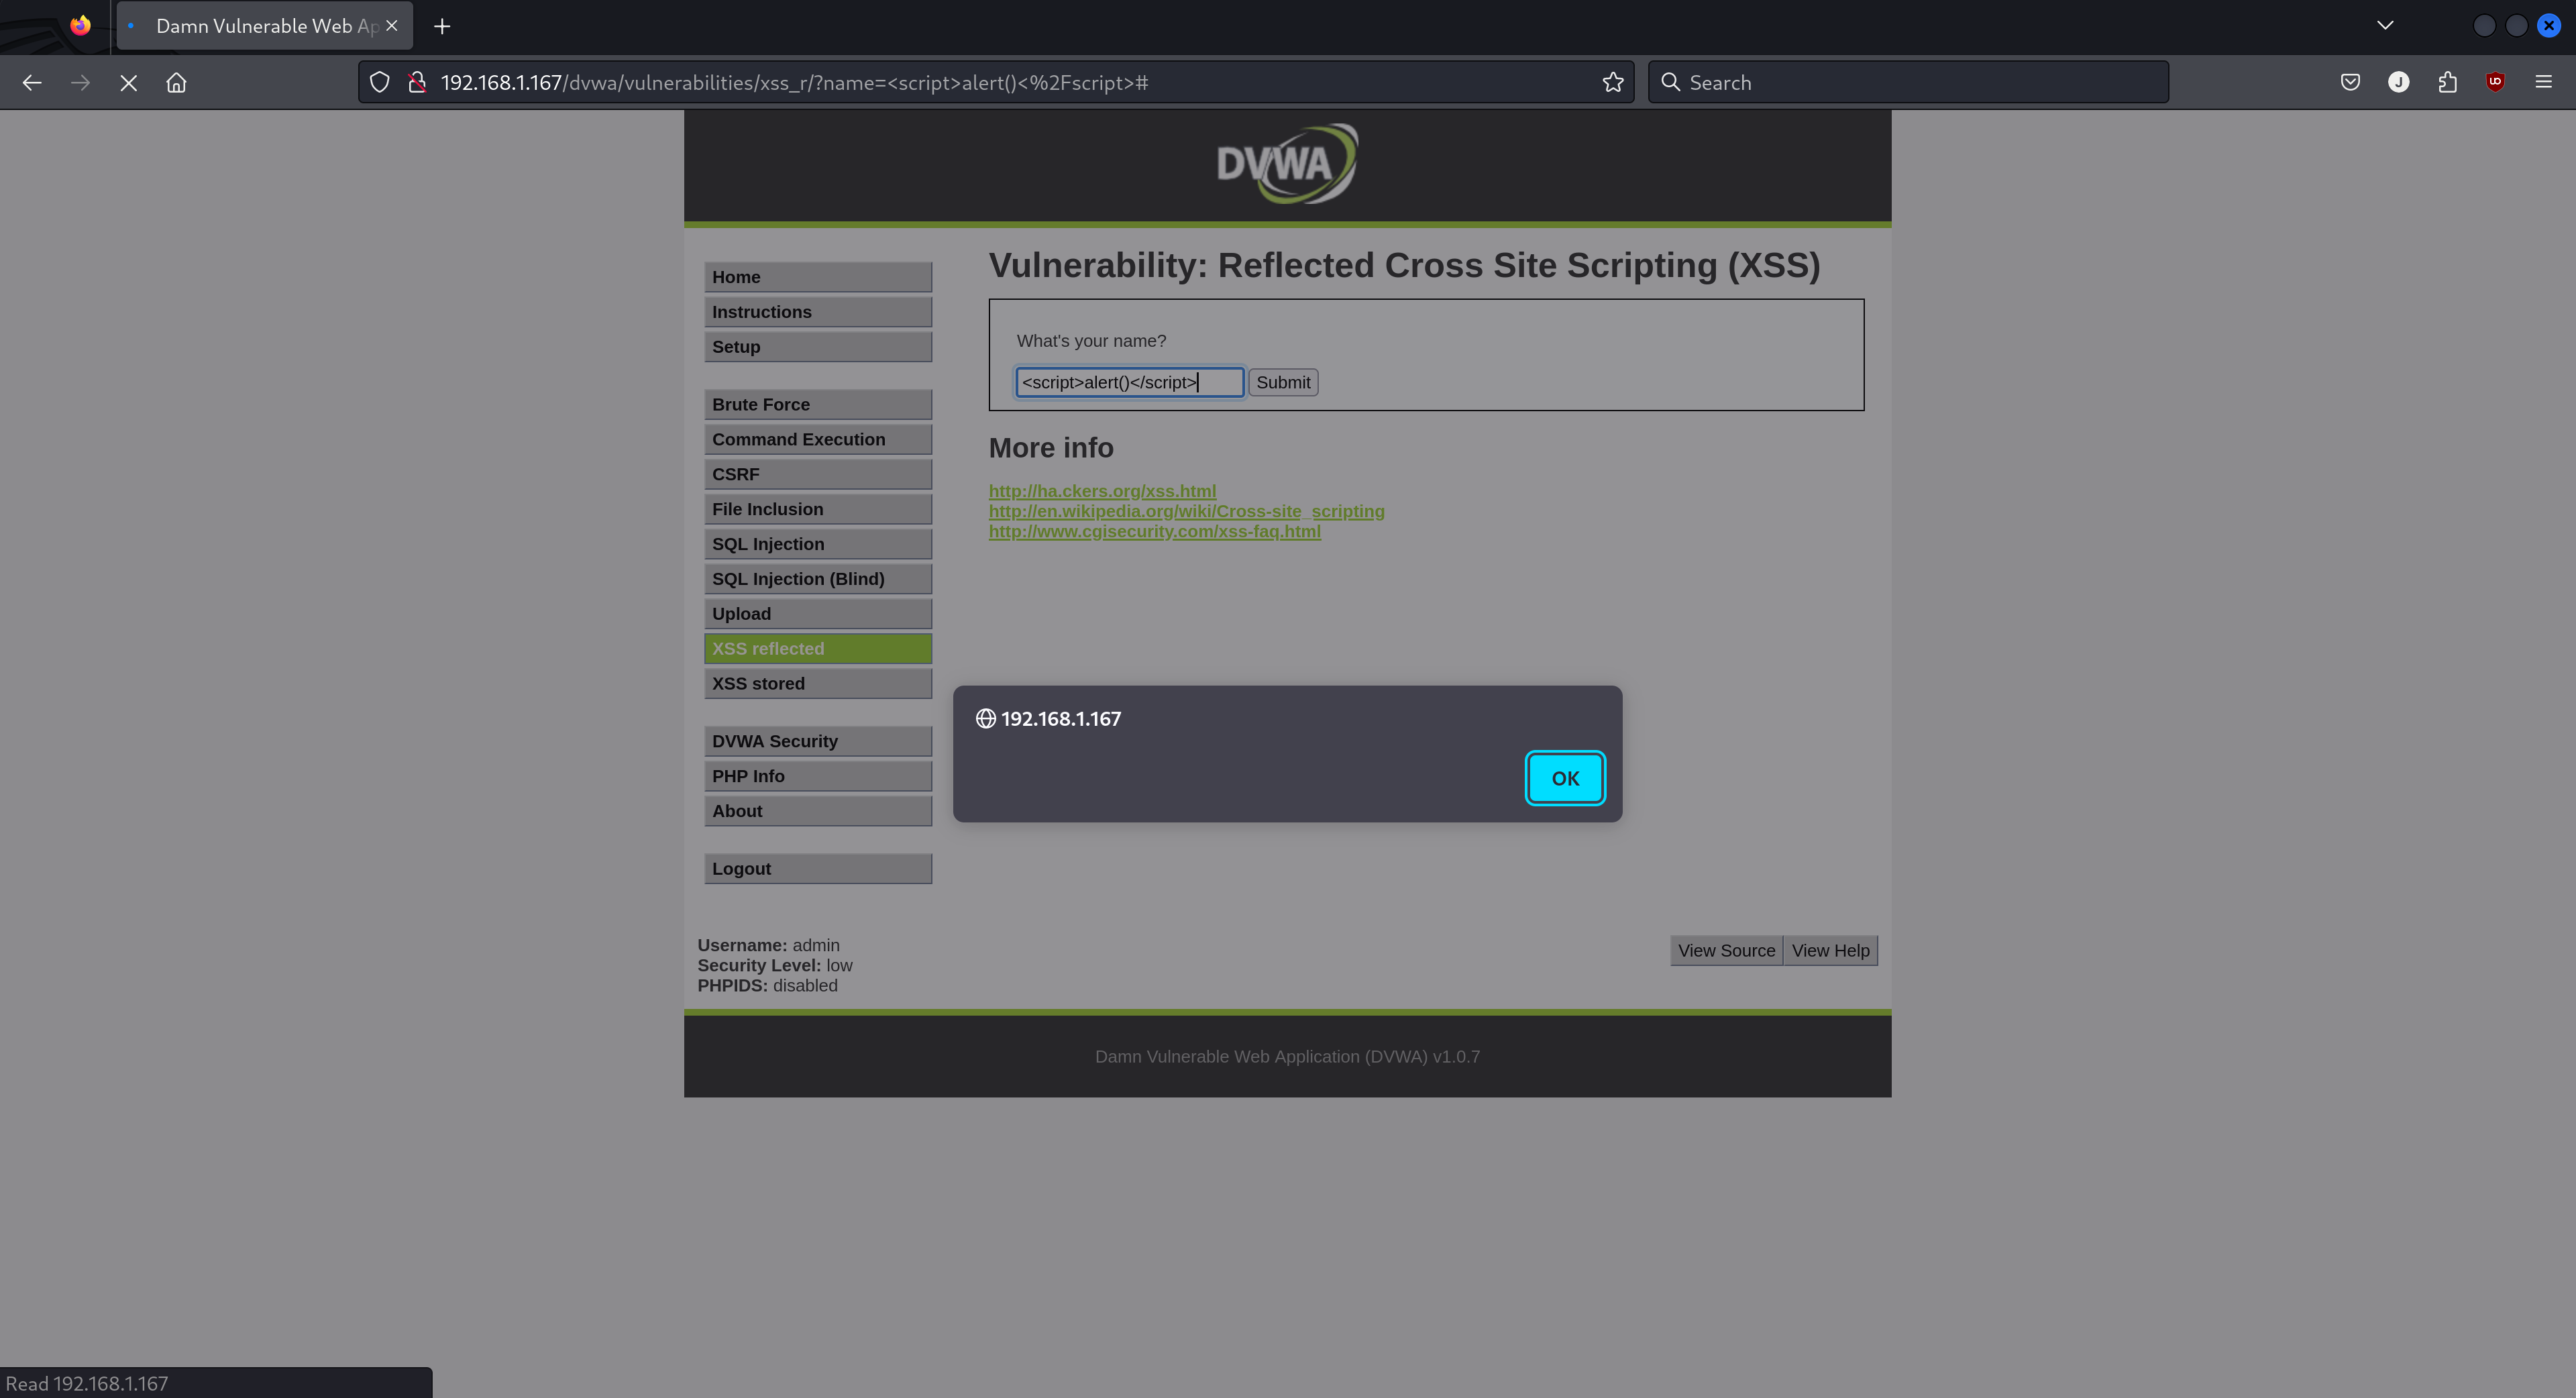 Damn Vulnerable Web Ap
192.168.1.167/dvwa/vulnerabilities/xss_r/?name=<script>alert()<%2Fscript>#
Search
J
DVWA
Home
Instructions
Setup
Brute Force
Command Execution
CSRF
File Inclusion
SQL Injection
SQL Injection (Blind)
Upload
XSS reflected
XSS stored
DVWA Security
PHP Info
About
Logout
Vulnerability: Reflected Cross Site Scripting (XSS)
What's your name?
<script>alert()</script> Submit
More info
http://ha.ckers.org/xss.html
http://en.wikipedia.org/wiki/Cross-site_scripting
http://www.cgisecurity.com/xss-faq.html
192.168.1.167
OK
Username: admin
Security Level: low
PHPIDS: disabled
View Source View Help
Damn Vulnerable Web Application (DVWA) v1.0.7
Read 192.168.1.167